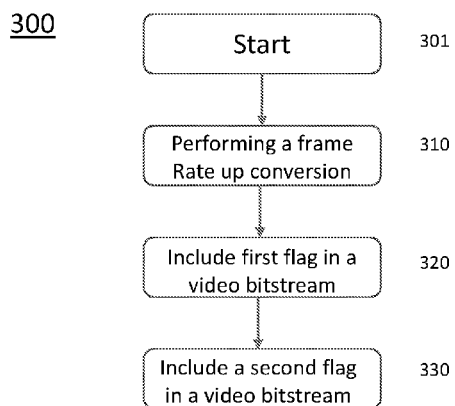 300
Start
301
Performing a frame
Rate up conversion
310
Include first flag in a
video bitstream
320
Include a second flag
in a video bitstream
330